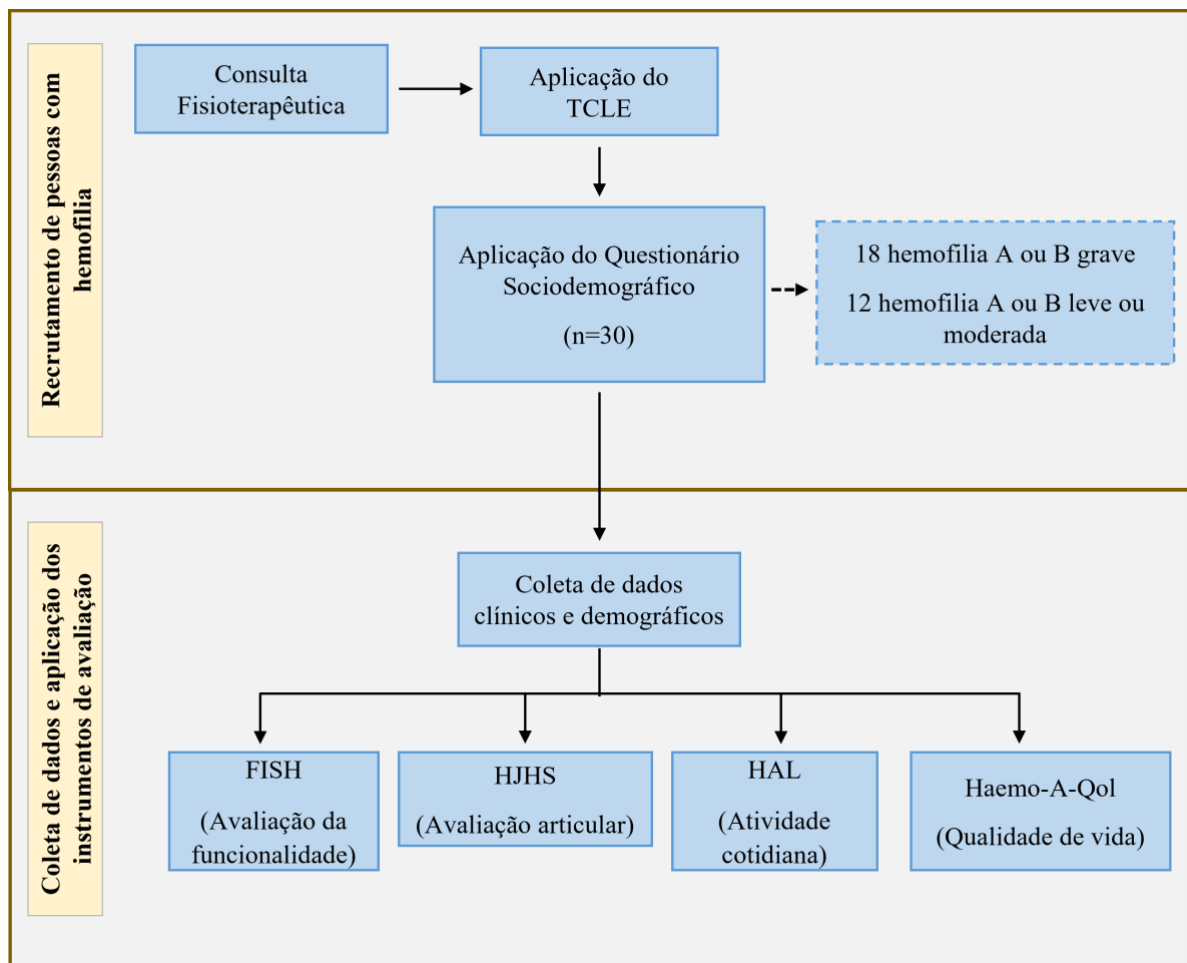 Recrutamento de pessoas com
hemofilia
Consulta
Fisioterapêutica
Aplicação do
TCLE
Aplicação do Questionário
Sociodemográfico
(n=30)
18 hemofilia A ou B grave
12 hemofilia A ou B leve ou
moderada
Coleta de dados e aplicação dos
instrumentos de avaliação
Coleta de dados
clínicos e demográficos
FISH
(Avaliação da
funcionalidade)
HJHS
(Avaliação articular)
HAL
(Atividade
cotidiana)
Haemo-A-Qol
(Qualidade de vida)